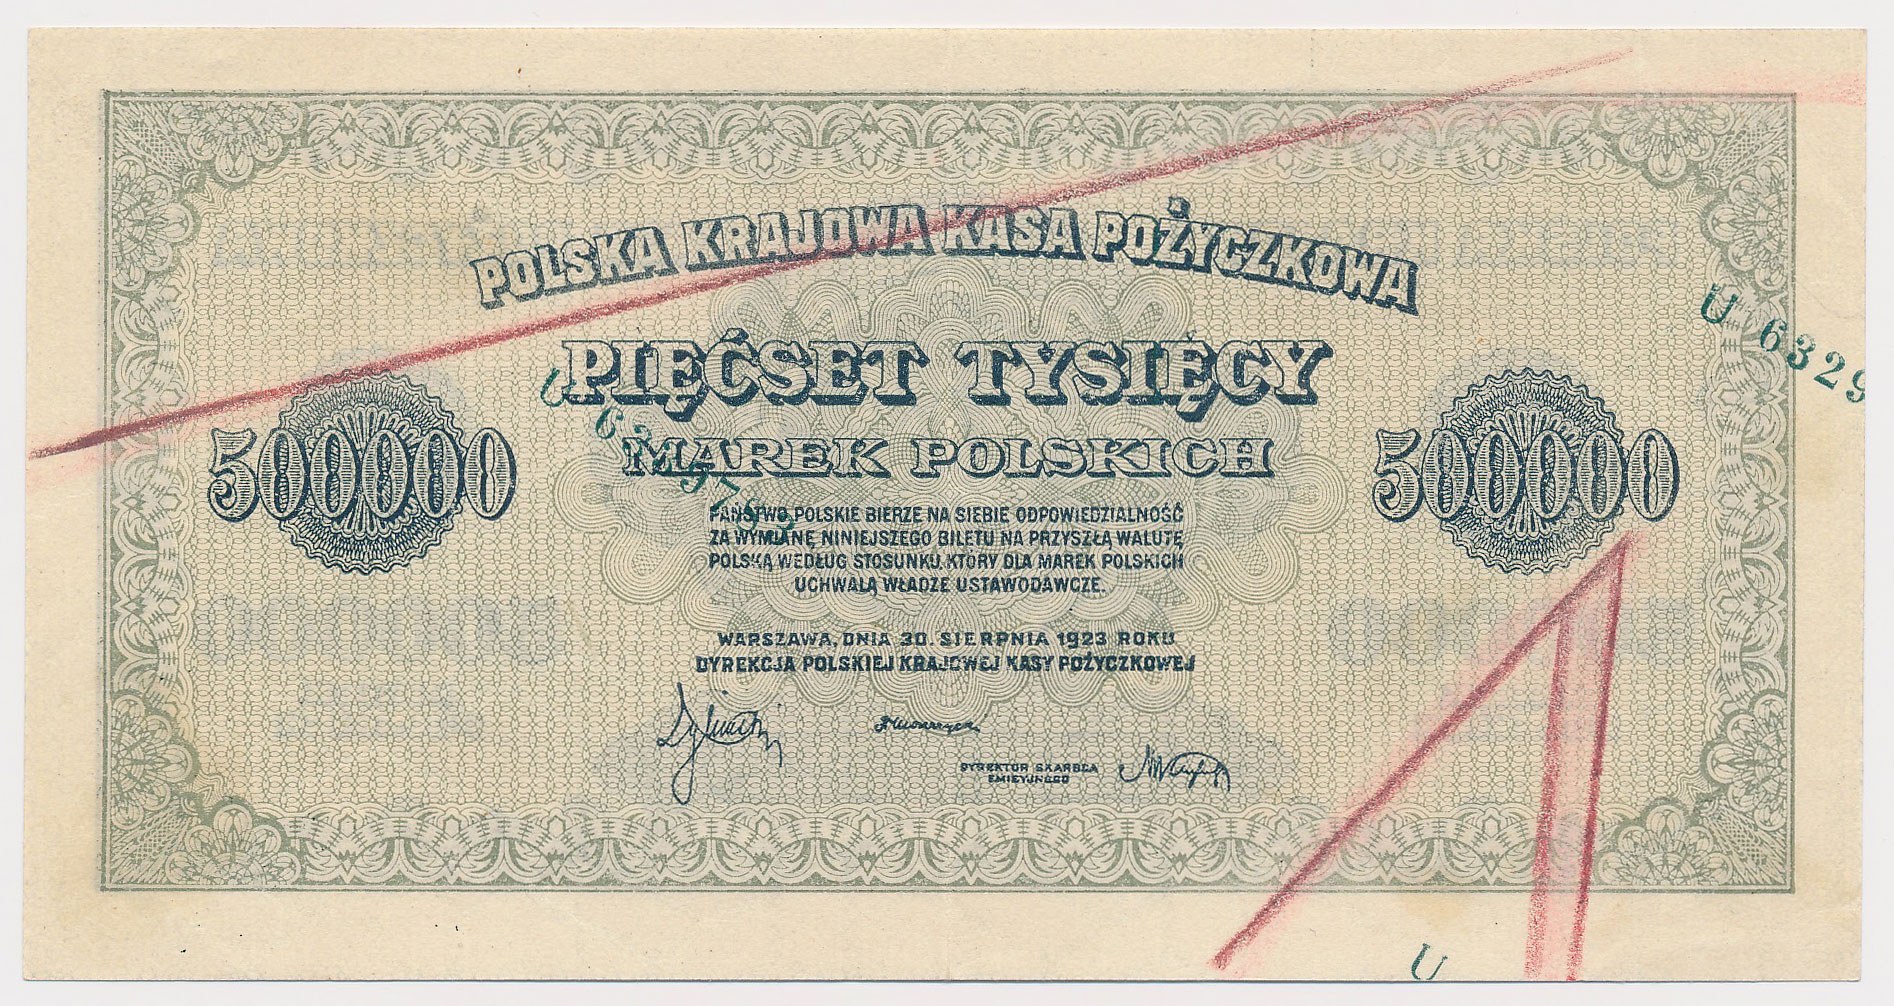 POLSKA KRAJOWA KASA POŻYCZKOWA
U 6329
PIĘĆSET TYSIĘCY
MAREK POLSKICH
500000
500000
PAŃSTWO POLSKIE BIERZE NA SIEBIE ODPOWIEDZIALNOŚĆ
ZA WYMIANĘ NINIEJSZEGO BILETU NA PRZYSZŁĄ WALUTĘ
POLSKĄ WEDŁUG STOSUNKU, KTÓRY DLA MAREK POLSKICH
UCHWALĄ WŁADZE USTAWODAWCZE.
WARSZAWA, DNIA 30. SIERPNIA 1923 ROKU
DYREKCJA POLSKIEJ KRAJOWEJ KASY POŻYCZKOWEJ
DYREKTOR SKARBCA
EMISYJNEGO
U